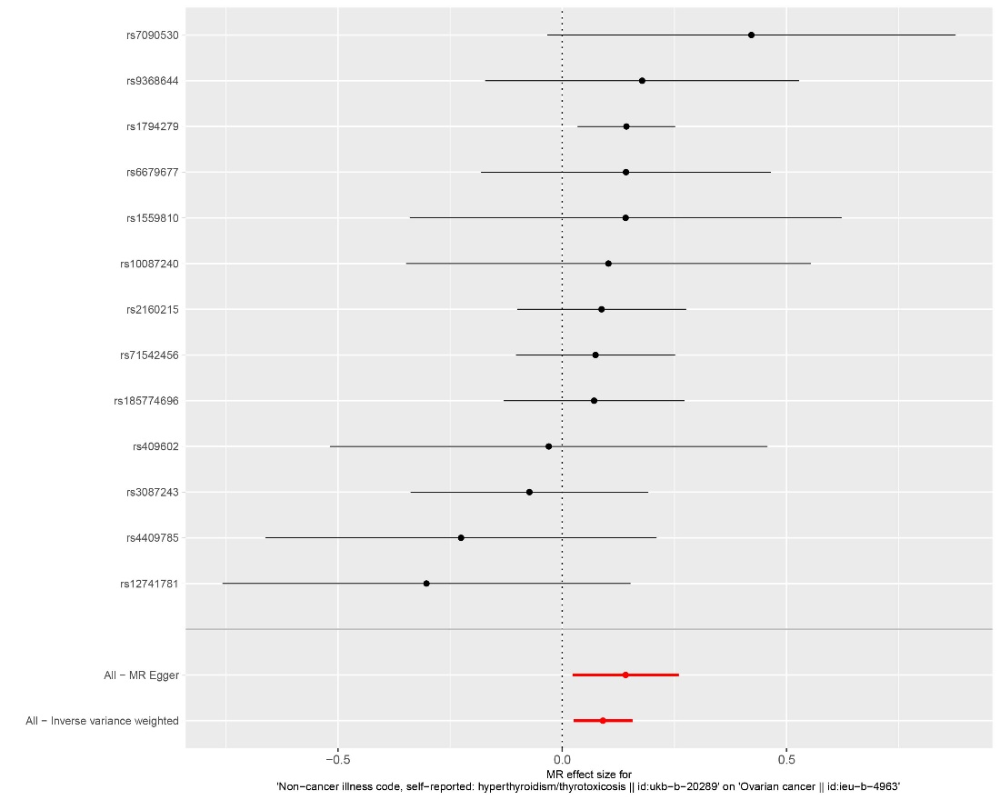 rs7090530
rs9368644
rs1794279
rs6679677
rs1559810
rs10087240
rs2160215
rs71542456
rs185774696
rs409602
rs3087243
rs4409785
rs12741781
All − MR Egger
All − Inverse variance weighted
−0.5 0.0 0.5
MR effect size for
'Non−cancer illness code, self−reported: hyperthyroidism/thyrotoxicosis || id:ukb−b−20289' on 'Ovarian cancer || id:ieu−b−4963'